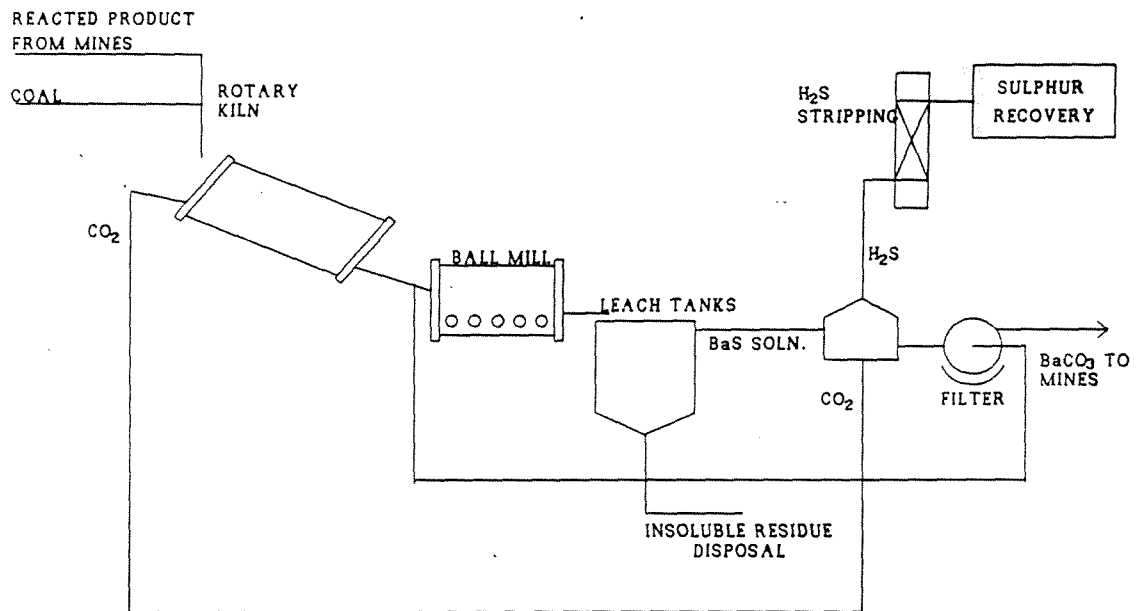 REACTED PRODUCT
FROM MINES
COAL
ROTARY
KILN
H₂S
STRIPPING
SULPHUR
RECOVERY
CO₂
BALL MILL
H₂S
LEACH TANKS
BaS SOLN.
CO₂
FILTER
BaCO₃ TO
MINES
INSOLUBLE RESIDUE
DISPOSAL